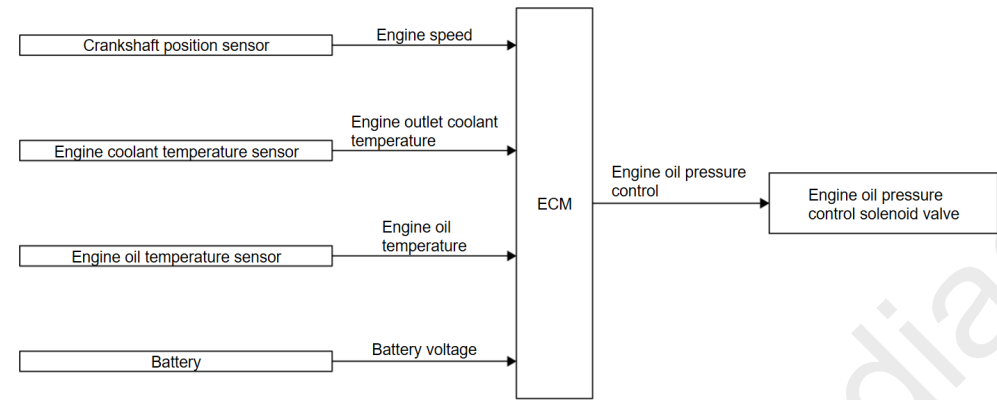 Crankshaft position sensor
Engine speed
Engine coolant temperature sensor
Engine outlet coolant
temperature
Engine oil temperature sensor
Engine oil
temperature
Battery
Battery voltage
ECM
Engine oil pressure
control
Engine oil pressure
control solenoid valve